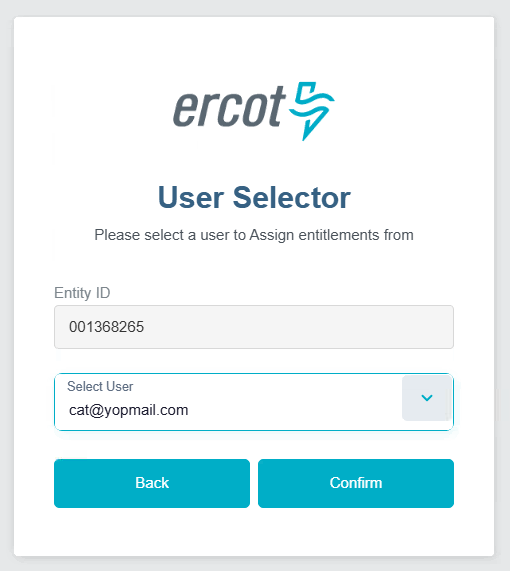 ercot
User Selector
Please select a user to Assign entitlements from
Entity ID
001368265
Select User
cat@yopmail.com
Back
Confirm